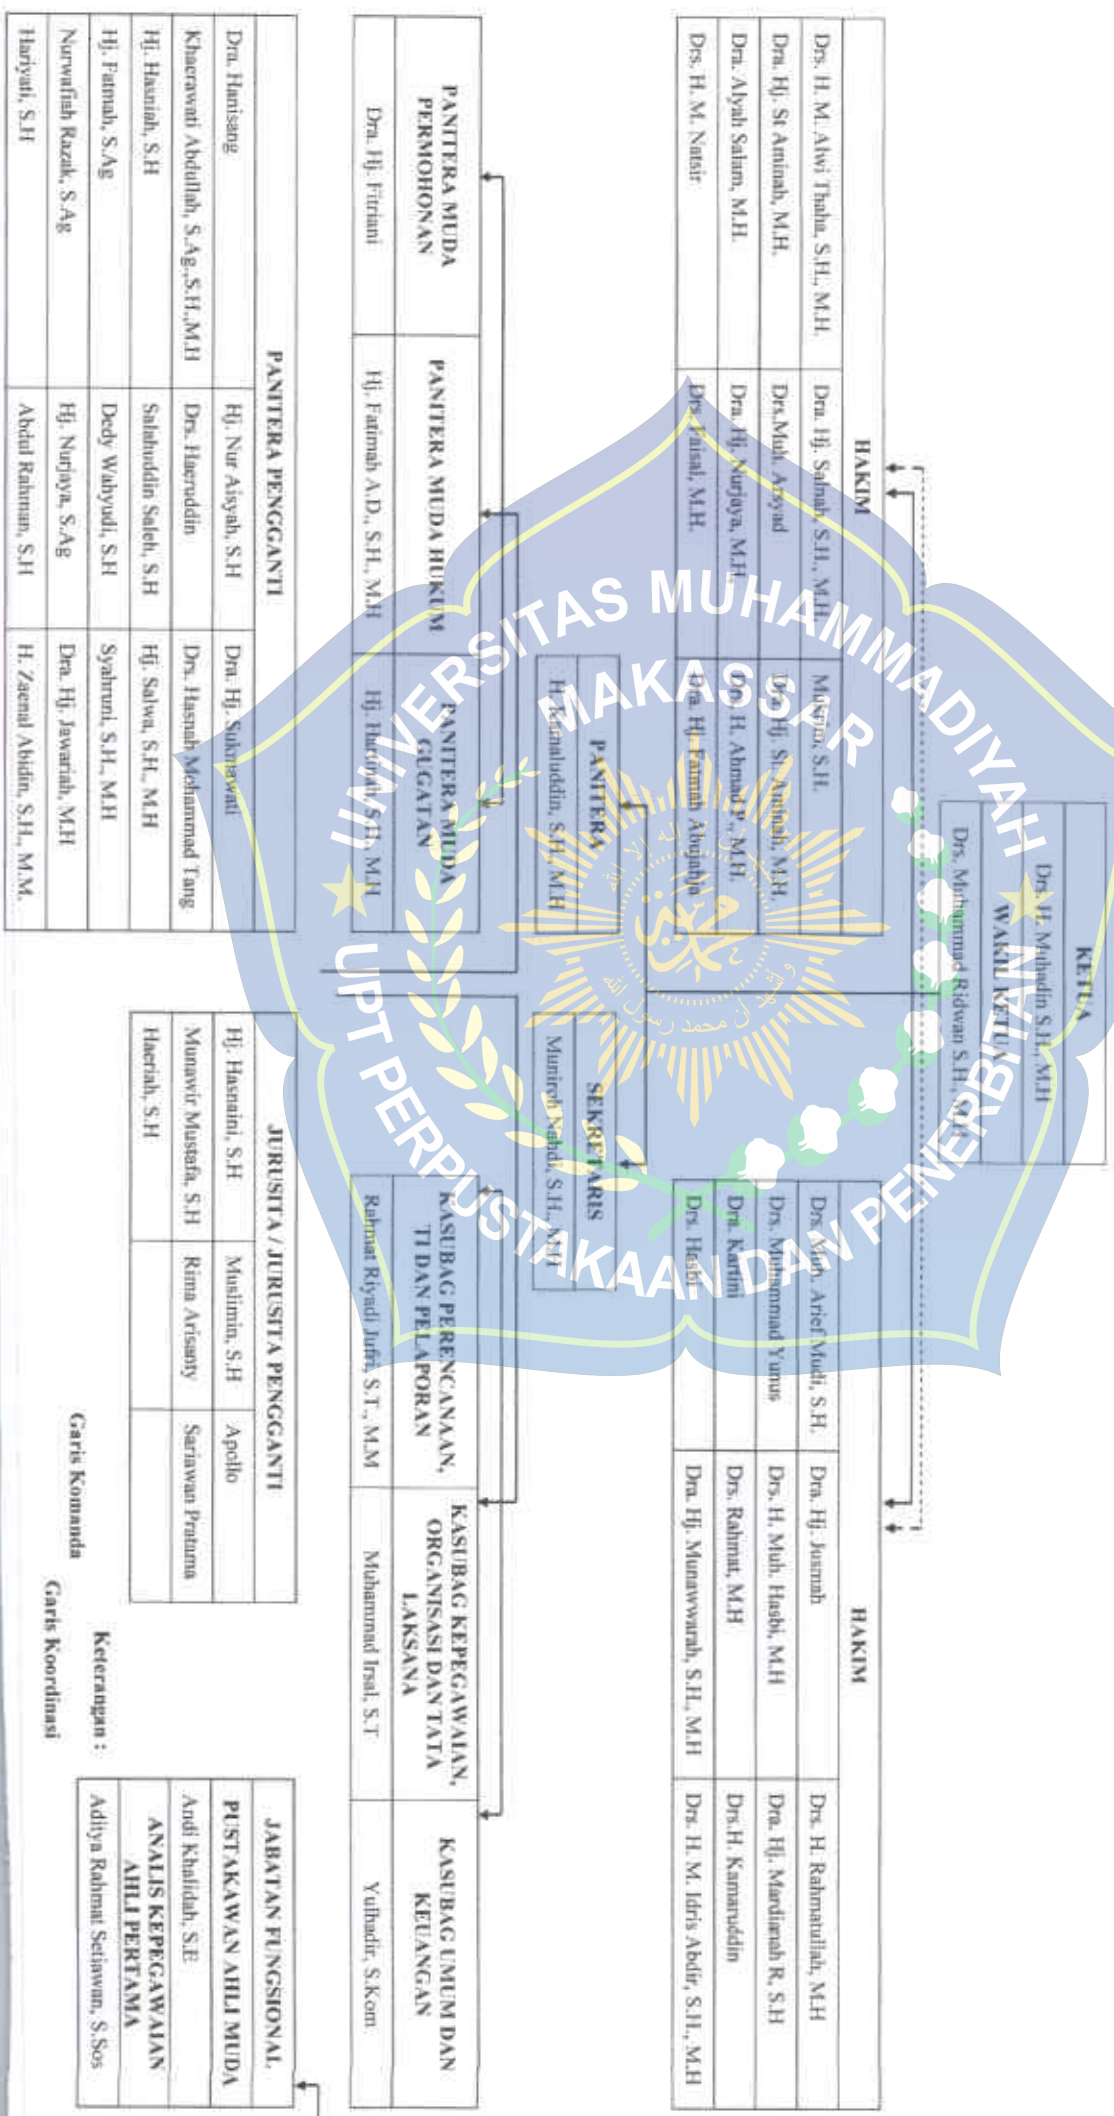 KETUA
Drs. H. Muhadin S.H., M.H
WAKIL KETUA
Drs. Muhammad Ridwan S.H., M.H
HAKIM
Drs. H. M. Alwi Thaha, S.H., M.H.
Dra. Hj. Salnah, S.H., M.H.
Misrin, S.H.
Dra. Hj. St Aminah, M.H.
Drs.Muh. Arsyad
Dra. Hj. St. Aminah, M.H.
Dra. Alyah Salam, M.H.
Dra. Hj. Nurjaya, M.H.
Drs. H. Ahmad P., M.H.
Drs. H. M. Natsir
Drs. Faisal, M.H.
Dra. Hj. Fatmah Abujahja
HAKIM
Drs. Muh. Arief Mudi, S.H.
Dra. Hj. Jusmah
Drs. H. Rahmatullah, M.H
Drs. Muhammad Yunus
Drs. H. Muh. Hasbi, M.H
Dra. Hj. Mardianah R, S.H
Dra. Kartini
Drs. Rahmat, M.H
Drs.H. Kamaruddin
Drs. Hasbi
Dra. Hj. Munawwarah, S.H., M.H
Drs. H. M. Idris Abdir, S.H., M.H
PANITERA
H. Kamaluddin, S.H., M.H
SEKRETARIS
Muniroh Nahdi, S.H., M.H
PANITERA MUDA
PERMOHONAN
Dra. Hj. Fitriani
PANITERA MUDA HUKUM
Hj. Fatimah A.D., S.H., M.H
PANITERA MUDA
GUGATAN
Hj. Hartinah, S.H., M.H
KASUBAG PERENCANAAN,
TI DAN PELAPORAN
Rahmat Riyadi Jufri, S.T., M.M
KASUBAG KEPEGAWAIAN,
ORGANISASI DAN TATA
LAKSANA
Muhammad Irsal, S.T
KASUBAG UMUM DAN
KEUANGAN
Yulhadir, S.Kom
PANITERA PENGGANTI
Dra. Hanisang
Hj. Nur Aisyah, S.H
Dra. Hj. Sukmawati
Khaerawati Abdullah, S.Ag.,S.H.,M.H
Drs. Haeruddin
Drs. Hasnah Mohammad Tang
Hj. Hasniah, S.H
Salahuddin Saleh, S.H
Hj. Salwa, S.H., M.H
Hj. Fatmah, S.Ag
Dedy Wahyudi, S.H
Syahruni, S.H., M.H
Nurwafiah Razak, S.Ag
Hj. Nurjaya, S.Ag
Dra. Hj. Jawariah, M.H
Hariyati, S.H
Abdul Rahman, S.H
H. Zaenal Abidin, S.H., M.M.
JURUSITA / JURUSITA PENGGANTI
Hj. Hasnaini, S.H
Muslimin, S.H
Apollo
Munawir Mustafa, S.H
Rima Arisanty
Sariawan Pratama
Haeriah, S.H
JABATAN FUNGSIONAL
PUSTAKAWAN AHLI MUDA
Andi Khalidah, S.E
ANALIS KEPEGAWAIAN
AHLI PERTAMA
Aditya Rahmat Setiawan, S.Sos
Keterangan :
Garis Komanda
Garis Koordinasi
UNIVERSITAS MUHAMMADIYAH
MAKASSAR
UPT PERPUSTAKAAN DAN PENERBITAN